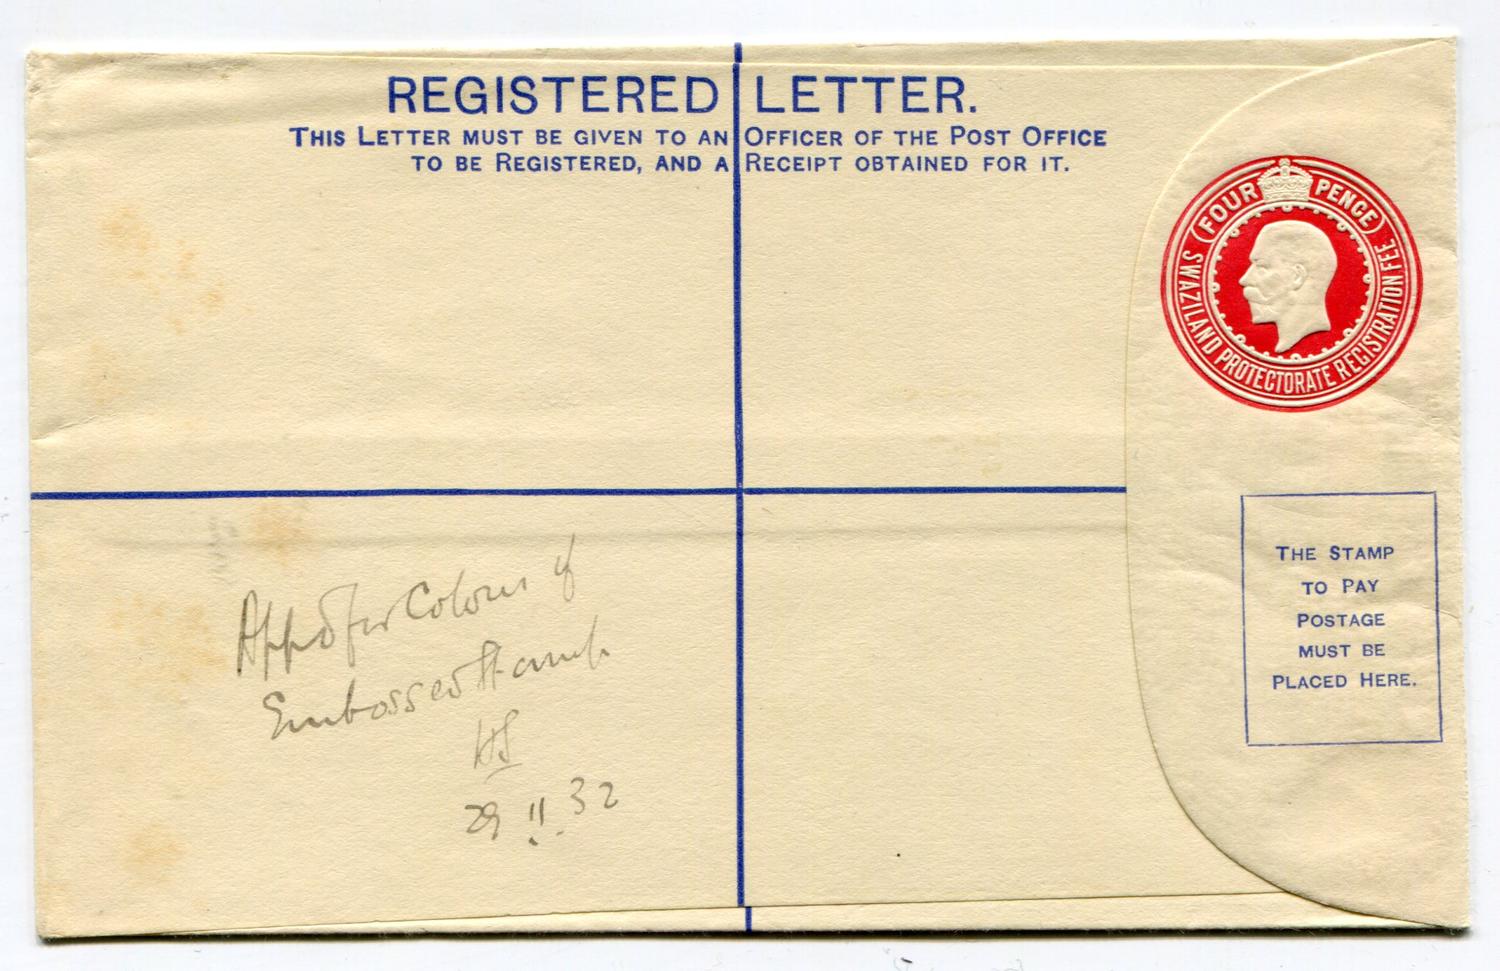 REGISTERED LETTER.
THIS LETTER MUST BE GIVEN TO AN OFFICER OF THE POST OFFICE
TO BE REGISTERED, AND A RECEIPT OBTAINED FOR IT.
FOUR PENCE
SWAZILAND PROTECTORATE REGISTRATION FEE
THE STAMP
TO PAY
POSTAGE
MUST BE
PLACED HERE.
Appd for Colour of
Embossed Stamp
29 II. 32